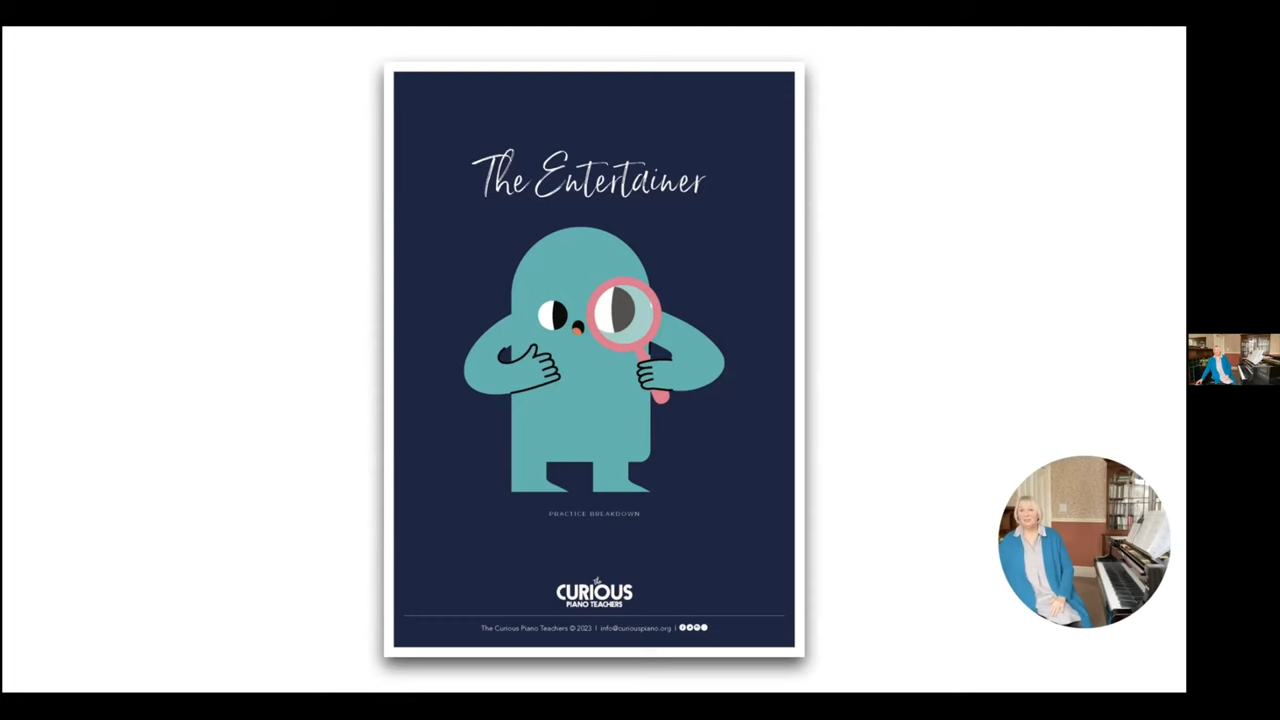 The Entertainer
PRACTICE BREAKDOWN
the
CURIOUS
PIANO TEACHERS
The Curious Piano Teachers © 2023 | info@curiouspiano.org |